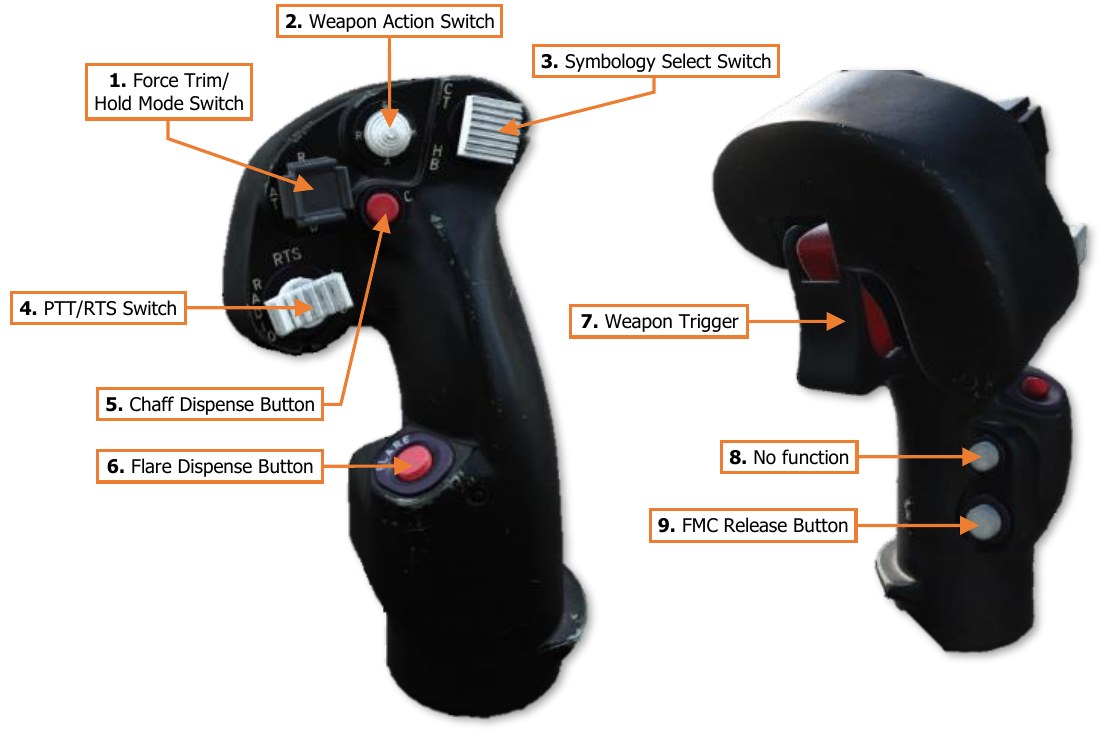 2. Weapon Action Switch
3. Symbology Select Switch
1. Force Trim/
Hold Mode Switch
C
T
R
A
H
B
R
A
T
D
C
RTS
R
A
D
I
O
4. PTT/RTS Switch
7. Weapon Trigger
5. Chaff Dispense Button
FLARE
6. Flare Dispense Button
8. No function
9. FMC Release Button